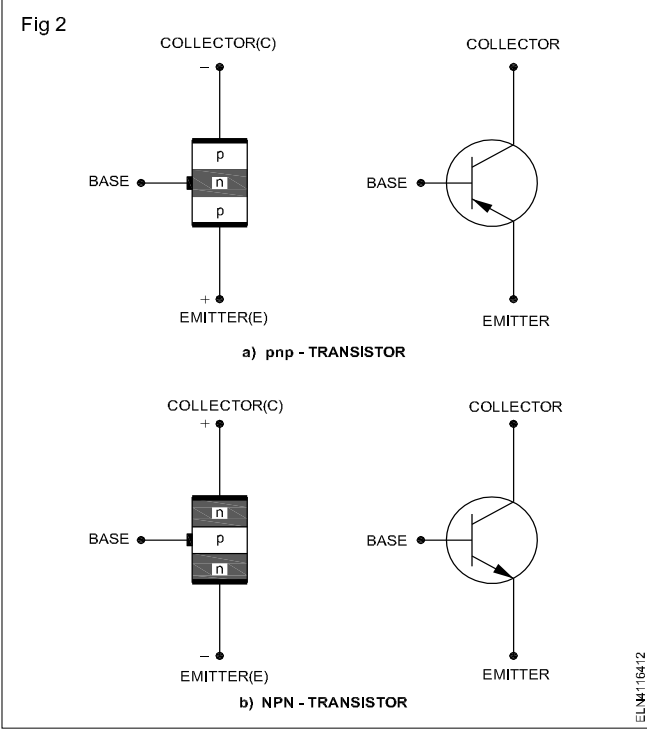 Fig 2
COLLECTOR(C)
COLLECTOR
–
p
BASE
n
BASE
p
+
EMITTER(E)
EMITTER
a) pnp - TRANSISTOR
COLLECTOR(C)
COLLECTOR
+
n
BASE
p
BASE
n
–
EMITTER(E)
EMITTER
b) NPN - TRANSISTOR
ELN4116412